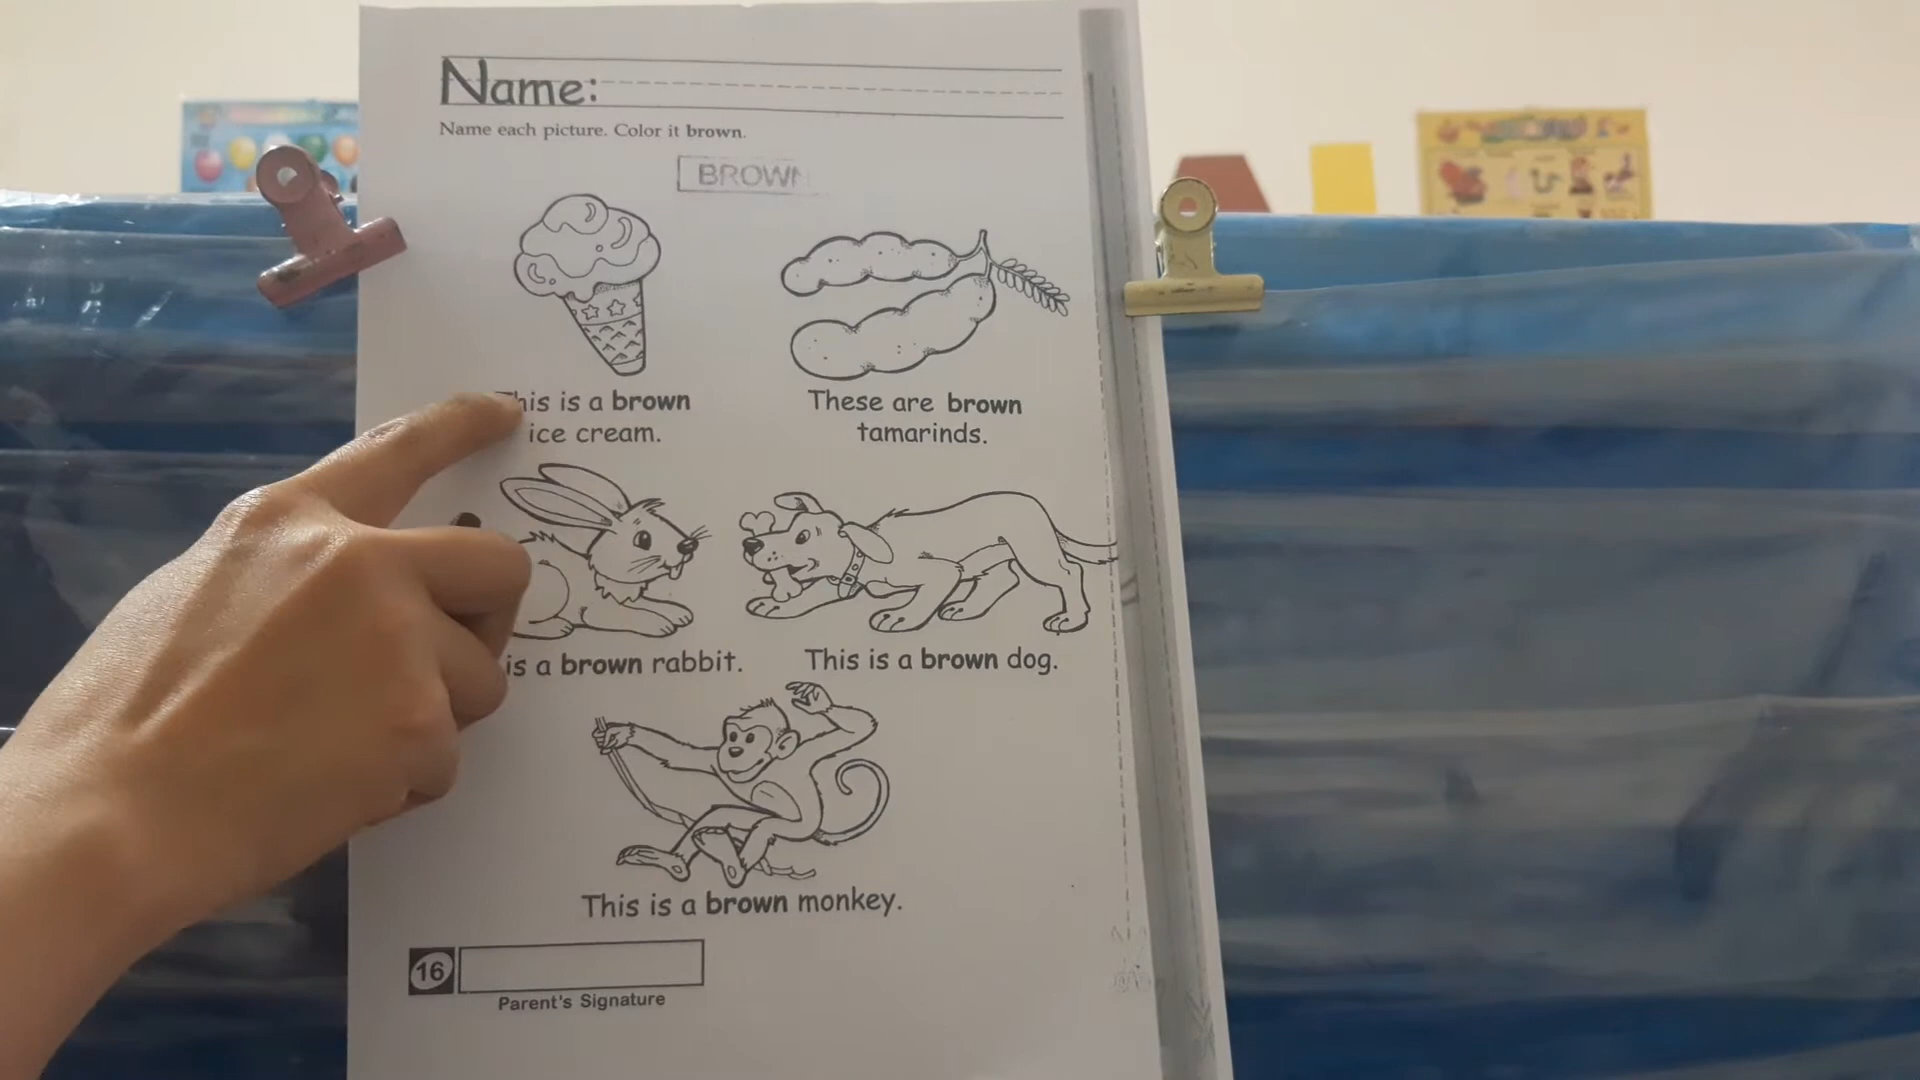 Name:
Name each picture. Color it brown.
BROWN
This is a brown
ice cream.
These are brown
tamarinds.
is a brown rabbit.
This is a brown dog.
This is a brown monkey.
16
Parent's Signature